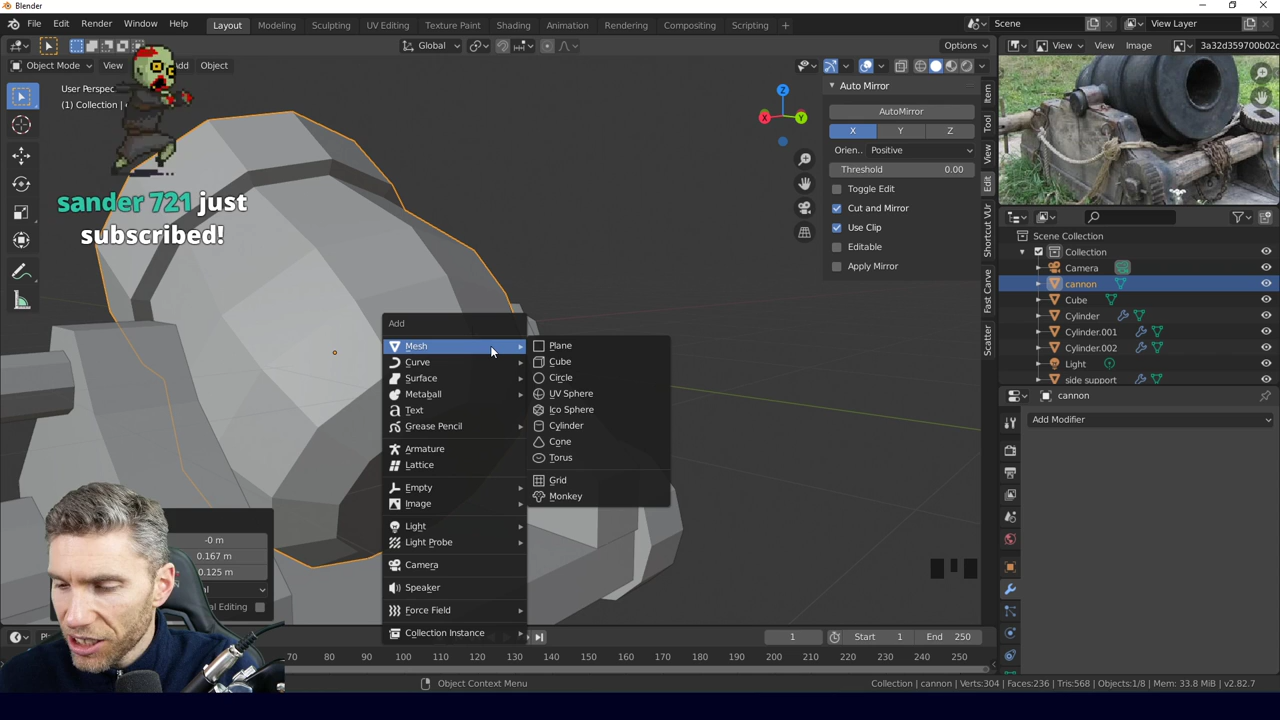 Blender
File
Edit
Render
Window
Help
Layout
Modeling
Sculpting
UV Editing
Texture Paint
Shading
Animation
Rendering
Compositing
Scripting
Scene
View Layer
Global
Options
View
View
Image
3a32d359700b02c
Object Mode
View
Add
Object
User Perspec
(1) Collection |
sander 721 just
subscribed!
Z
X
Y
Auto Mirror
AutoMirror
X
Y
Z
Orien..
Positive
Threshold
0.00
Toggle Edit
Cut and Mirror
Use Clip
Editable
Apply Mirror
Item
Tool
View
Edit
Shortcut VUr
Fast Carve
Scatter
Scene Collection
Collection
Camera
cannon
Cube
Cylinder
Cylinder.001
Cylinder.002
Light
side support
cannon
Add Modifier
Add
Mesh
Curve
Surface
Metaball
Text
Grease Pencil
Armature
Lattice
Empty
Image
Light
Light Probe
Camera
Speaker
Force Field
Collection Instance
Plane
Cube
Circle
UV Sphere
Ico Sphere
Cylinder
Cone
Torus
Grid
Monkey
-0 m
0.167 m
0.125 m
al Editing
1
Start
1
End
250
70
80
90
100
110
120
130
140
150
160
170
180
190
200
210
220
230
240
250
Object Context Menu
Collection | cannon | Verts:304 | Faces:236 | Tris:568 | Objects:1/8 | Mem: 33.8 MiB | v2.82.7